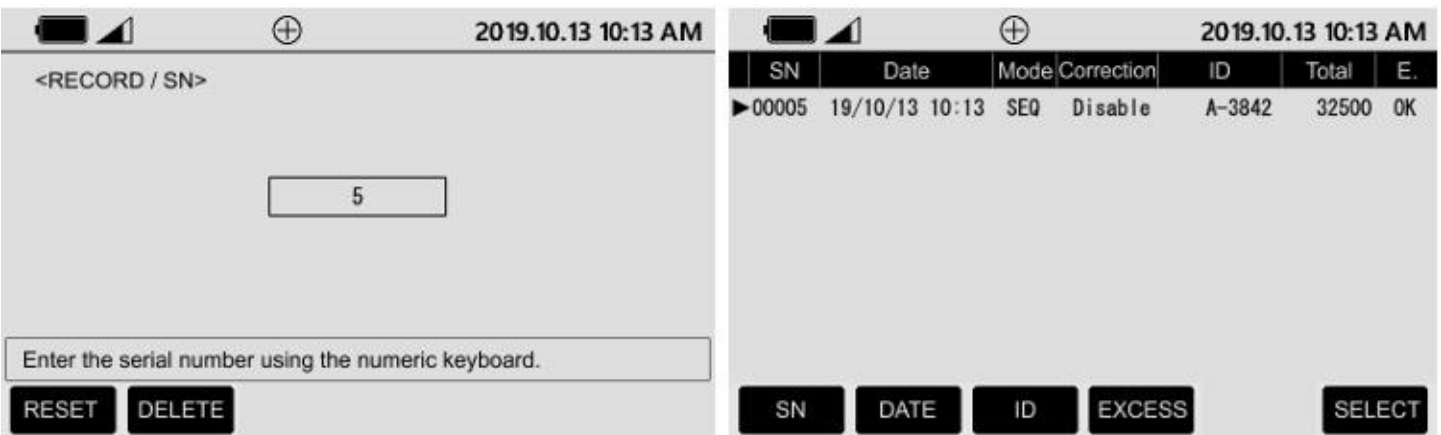 2019.10.13 10:13 AM
<RECORD / SN>
5
Enter the serial number using the numeric keyboard.
RESET DELETE
2019.10.13 10:13 AM
SN Date Mode Correction ID Total E.
▶00005 19/10/13 10:13 SEQ Disable A-3842 32500 OK
SN DATE ID EXCESS SELECT